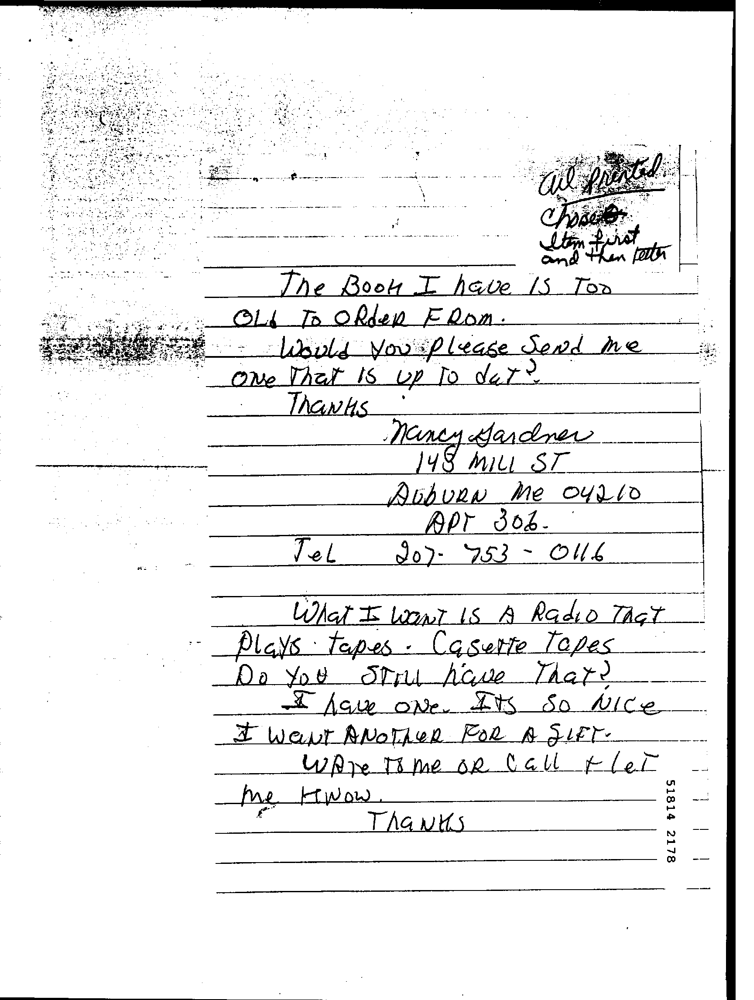 all printed
Chose
Item first
and then letter
The Book I have Is Too
OLd To ORdeR FRom.
Would You Please Send me
one That is up To daT?
Thanks
Nancy Gardner
148 Mill ST
AubuRN Me 04210
APT 306.
Tel 207-753-0116
What I want Is A Radio That
Plays tapes. Casette Tapes
Do You STill have That?
I have one. ITs So Nice
I want ANother FoR A Gift.
WRITe To me oR Call + leT
me KNow.
Thanks
51814 2178